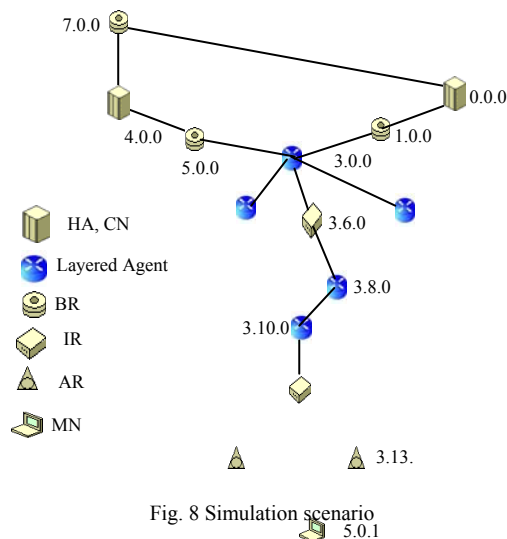 7.0.0
0.0.0
4.0.0
1.0.0
5.0.0
3.0.0
HA, CN
3.6.0
Layered Agent
3.8.0
BR
3.10.0
IR
AR
3.13.
MN
Fig. 8 Simulation scenario
5.0.1